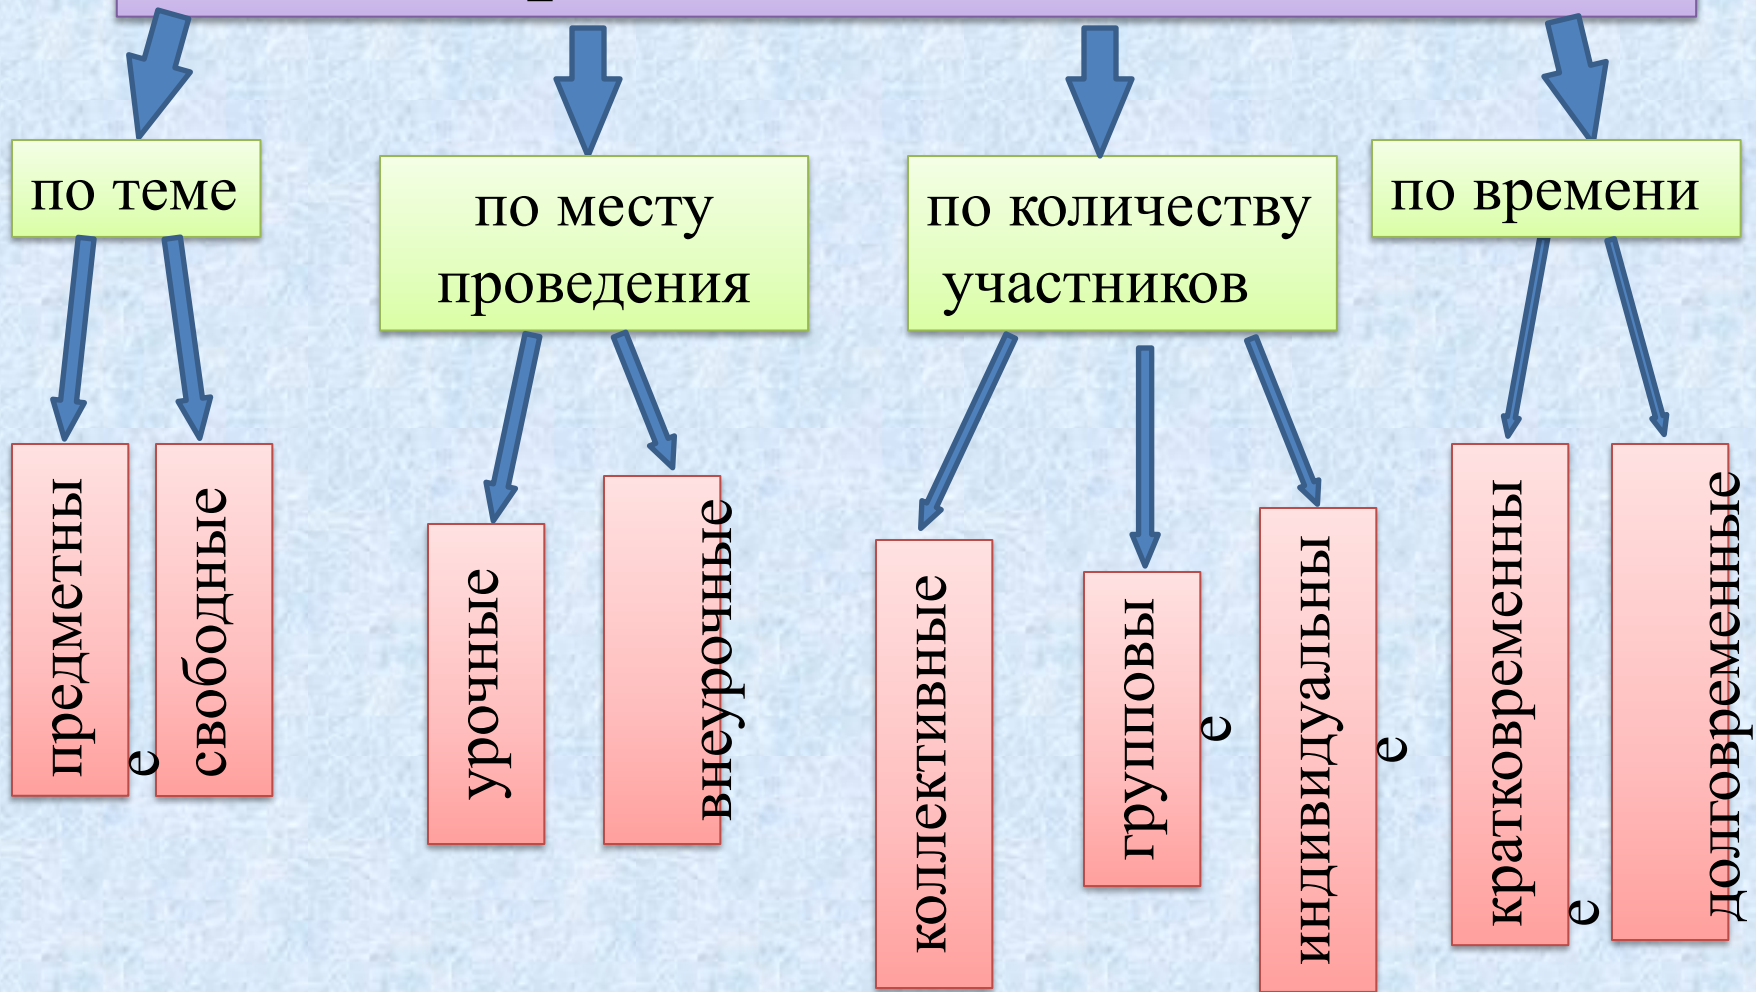 по теме
по месту
проведения
по количеству
участников
по времени
предметны
е
свободные
урочные
внеурочные
коллективные
групповы
е
индивидуальны
е
кратковременны
е
долговременные